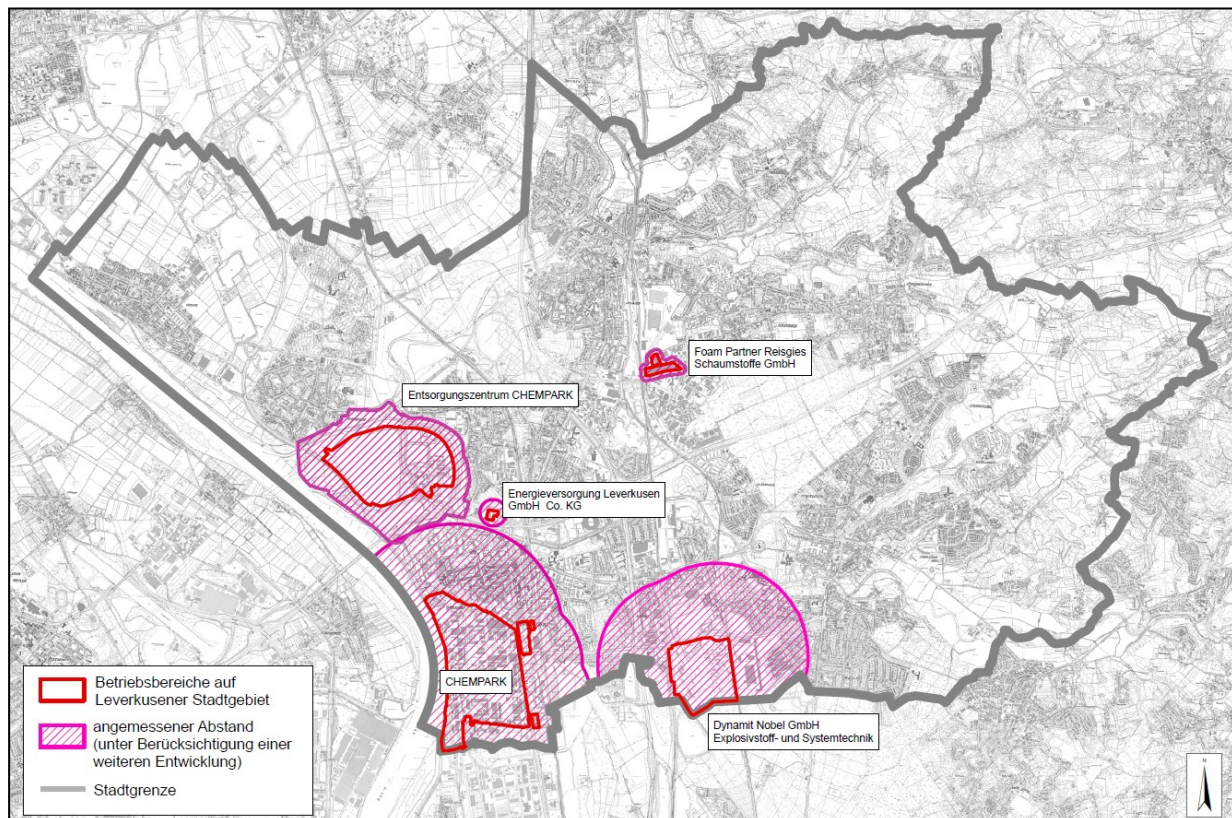 Foam Partner Reisgies
Schaumstoffe GmbH
Entsorgungszentrum CHEMPARK
Energieversorgung Leverkusen
GmbH  Co. KG
CHEMPARK
Dynamit Nobel GmbH
Explosivstoff- und Systemtechnik
Betriebsbereiche auf
Leverkusener Stadtgebiet
angemessener Abstand
(unter Berücksichtigung einer
weiteren Entwicklung)
Stadtgrenze
N